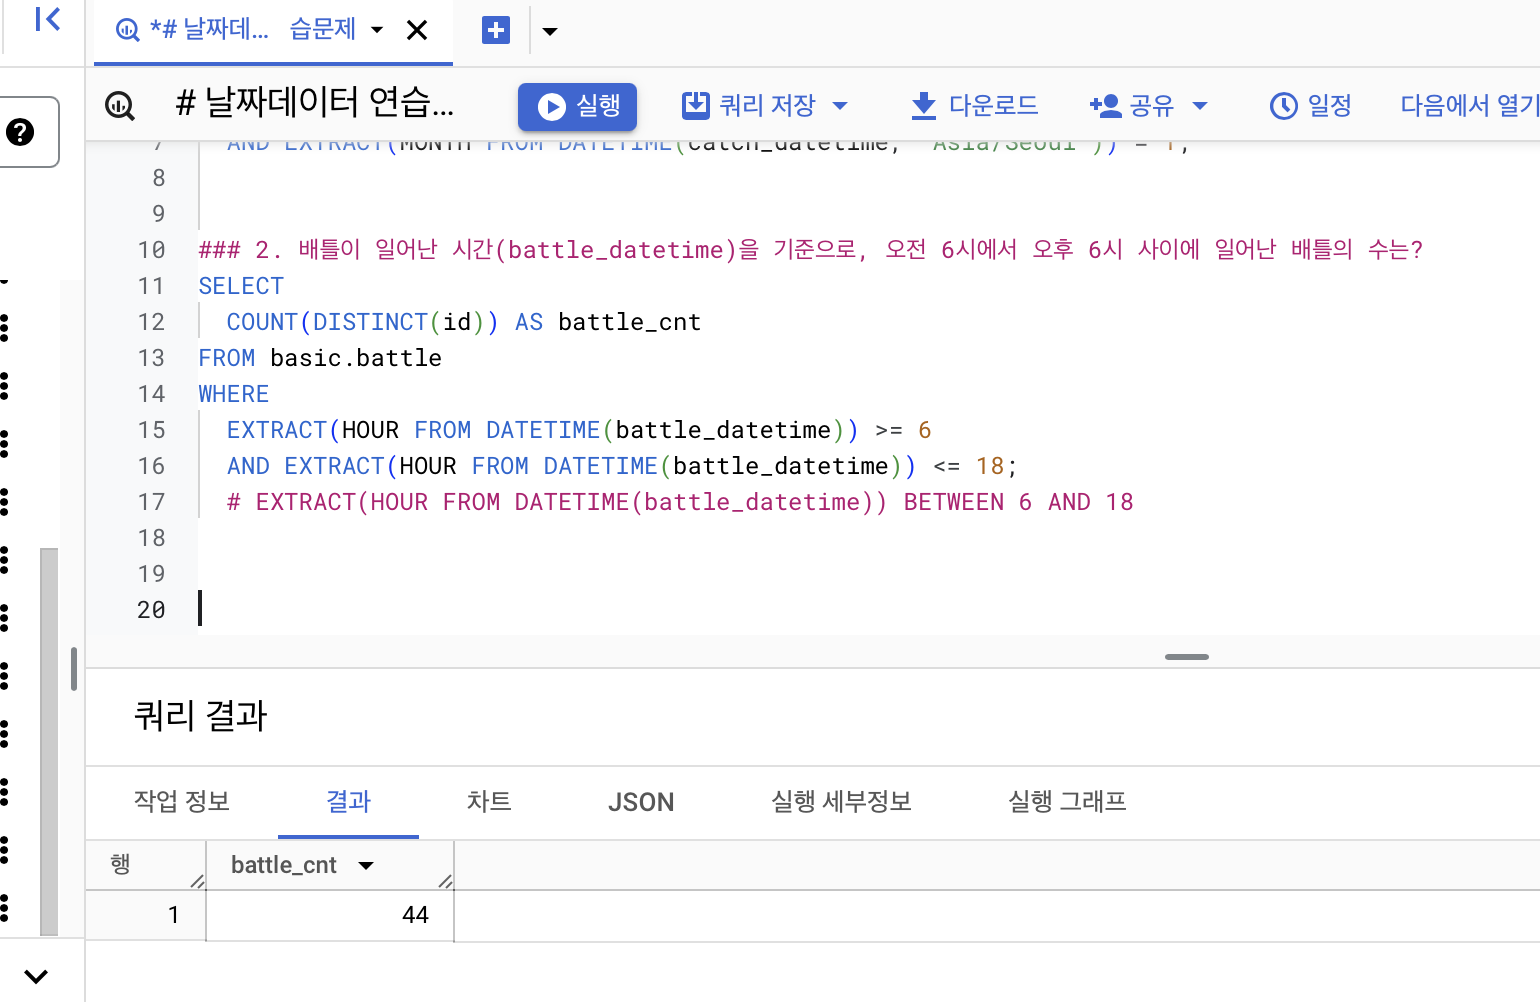 *# 날짜데... 습문제
# 날짜데이터 연습... 실행 쿼리 저장 다운로드 공유 일정 다음에서 열기
7 AND EXTRACT(MONTH FROM DATETIME(catch_datetime, "Asia/Seoul")) = 1;
8
9
10 ### 2. 배틀이 일어난 시간(battle_datetime)을 기준으로, 오전 6시에서 오후 6시 사이에 일어난 배틀의 수는?
11 SELECT
12 COUNT(DISTINCT(id)) AS battle_cnt
13 FROM basic.battle
14 WHERE
15 EXTRACT(HOUR FROM DATETIME(battle_datetime)) >= 6
16 AND EXTRACT(HOUR FROM DATETIME(battle_datetime)) <= 18;
17 # EXTRACT(HOUR FROM DATETIME(battle_datetime)) BETWEEN 6 AND 18
18
19
20
쿼리 결과
작업 정보 결과 차트 JSON 실행 세부정보 실행 그래프
행 battle_cnt
1 44